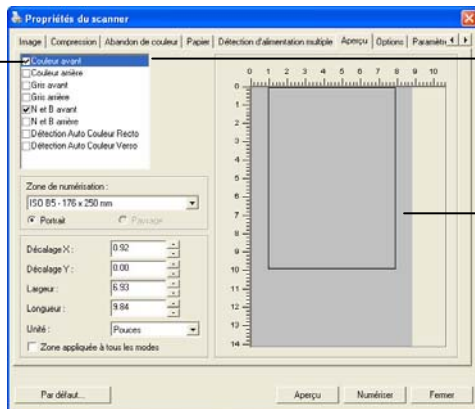 Propriétés du scanner
Image Compression Abandon de couleur Papier Détection d'alimentation multiple Aperçu Options Paramètre
Couleur avant
Couleur arrière
Gris avant
Gris arrière
N et B avant
N et B arrière
Détection Auto Couleur Recto
Détection Auto Couleur Verso
Zone de numérisation :
ISO B5 - 176 x 250 mm
Portrait Paysage
Décalage X : 0.92
Décalage Y : 0.00
Largeur : 6.93
Longueur : 9.84
Unité : Pouces
Zone appliquée à tous les modes
0 1 2 3 4 5 6 7 8 9 10
0
1
2
3
4
5
6
7
8
9
10
11
12
13
14
Par défaut... Aperçu Numériser Fermer